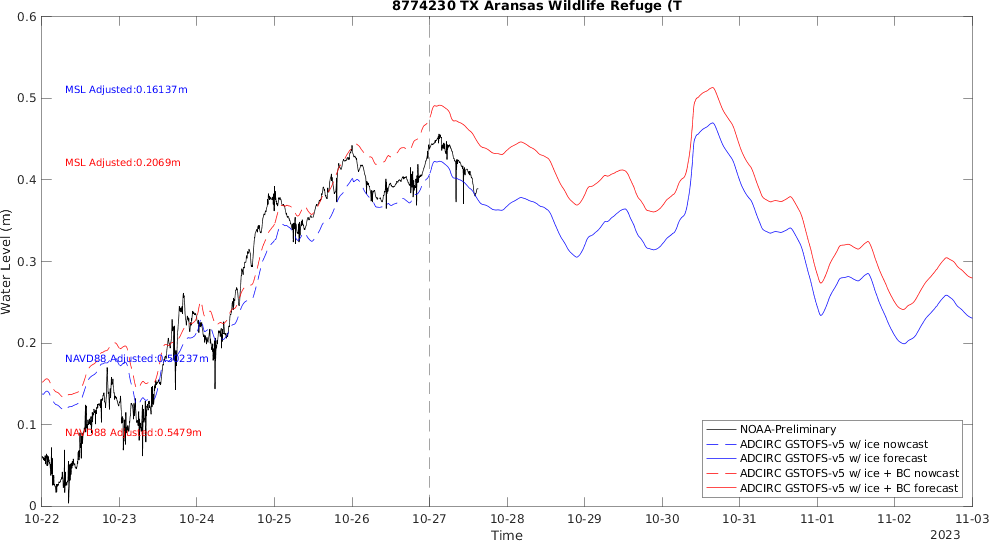 8774230 TX Aransas Wildlife Refuge (T
0.6
0.5
0.4
0.3
0.2
0.1
0
Water Level (m)
MSL Adjusted:0.16137m
MSL Adjusted:0.2069m
NAVD88 Adjusted:0.50237m
NAVD88 Adjusted:0.5479m
NOAA-Preliminary
ADCIRC GSTOFS-v5 w/ ice nowcast
ADCIRC GSTOFS-v5 w/ ice forecast
ADCIRC GSTOFS-v5 w/ ice + BC nowcast
ADCIRC GSTOFS-v5 w/ ice + BC forecast
10-22 10-23 10-24 10-25 10-26 10-27 10-28 10-29 10-30 10-31 11-01 11-02 11-03
Time
2023